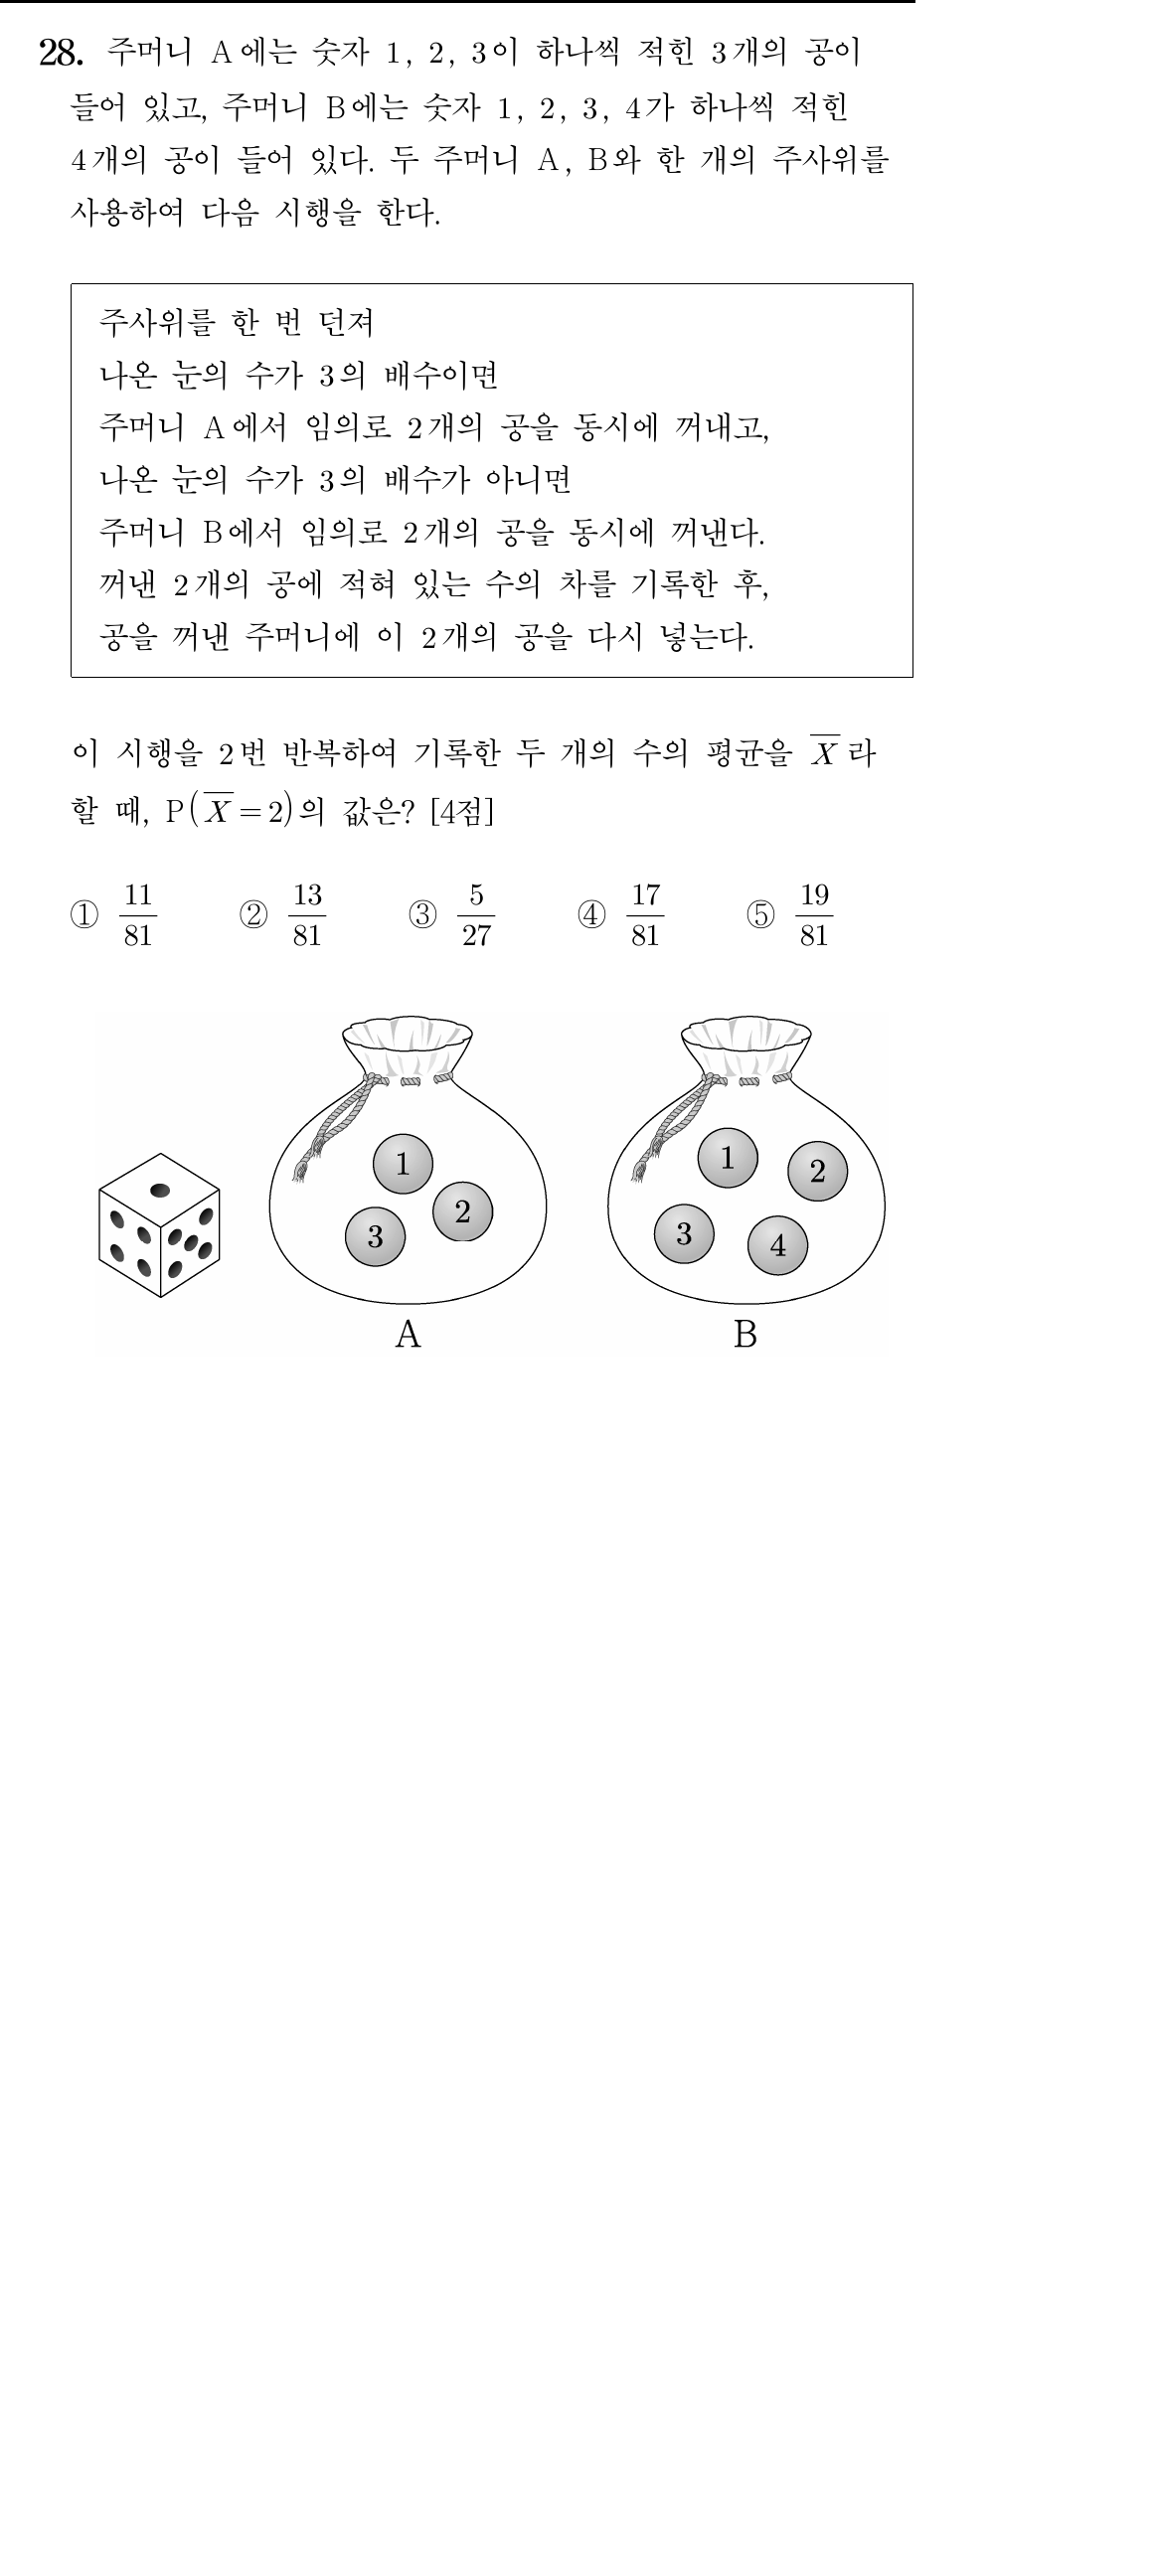 28. 주머니 A에는 숫자 1, 2, 3이 하나씩 적힌 3개의 공이
들어 있고, 주머니 B에는 숫자 1, 2, 3, 4가 하나씩 적힌
4개의 공이 들어 있다. 두 주머니 A, B와 한 개의 주사위를
사용하여 다음 시행을 한다.
주사위를 한 번 던져
나온 눈의 수가 3의 배수이면
주머니 A에서 임의로 2개의 공을 동시에 꺼내고,
나온 눈의 수가 3의 배수가 아니면
주머니 B에서 임의로 2개의 공을 동시에 꺼낸다.
꺼낸 2개의 공에 적혀 있는 수의 차를 기록한 후,
공을 꺼낸 주머니에 이 2개의 공을 다시 넣는다.
이 시행을 2번 반복하여 기록한 두 개의 수의 평균을 X̅라
할 때, P(X̅=2)의 값은? [4점]
① 11/81 ② 13/81 ③ 5/27 ④ 17/81 ⑤ 19/81
1 2 3
1 2 3 4
A B